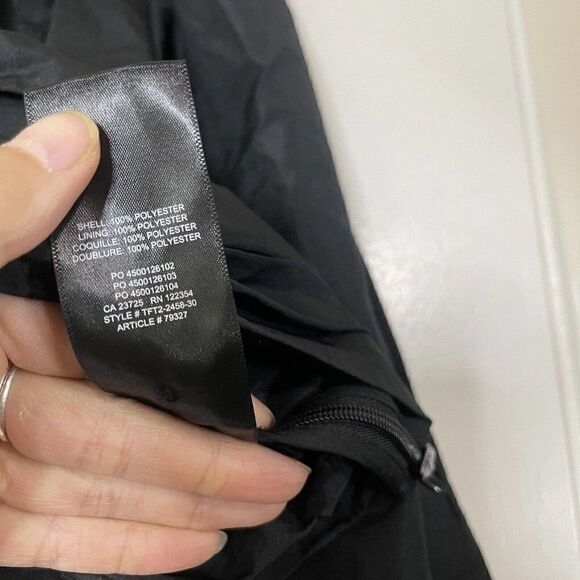 SHELL: 100% POLYESTER
LINING: 100% POLYESTER
COQUILLE: 100% POLYESTER
DOUBLURE: 100% POLYESTER
PO 4500126102
PO 4500126103
PO 4500126104
CA 23725 RN 122354
STYLE # TFT2-2458-30
ARTICLE # 79327